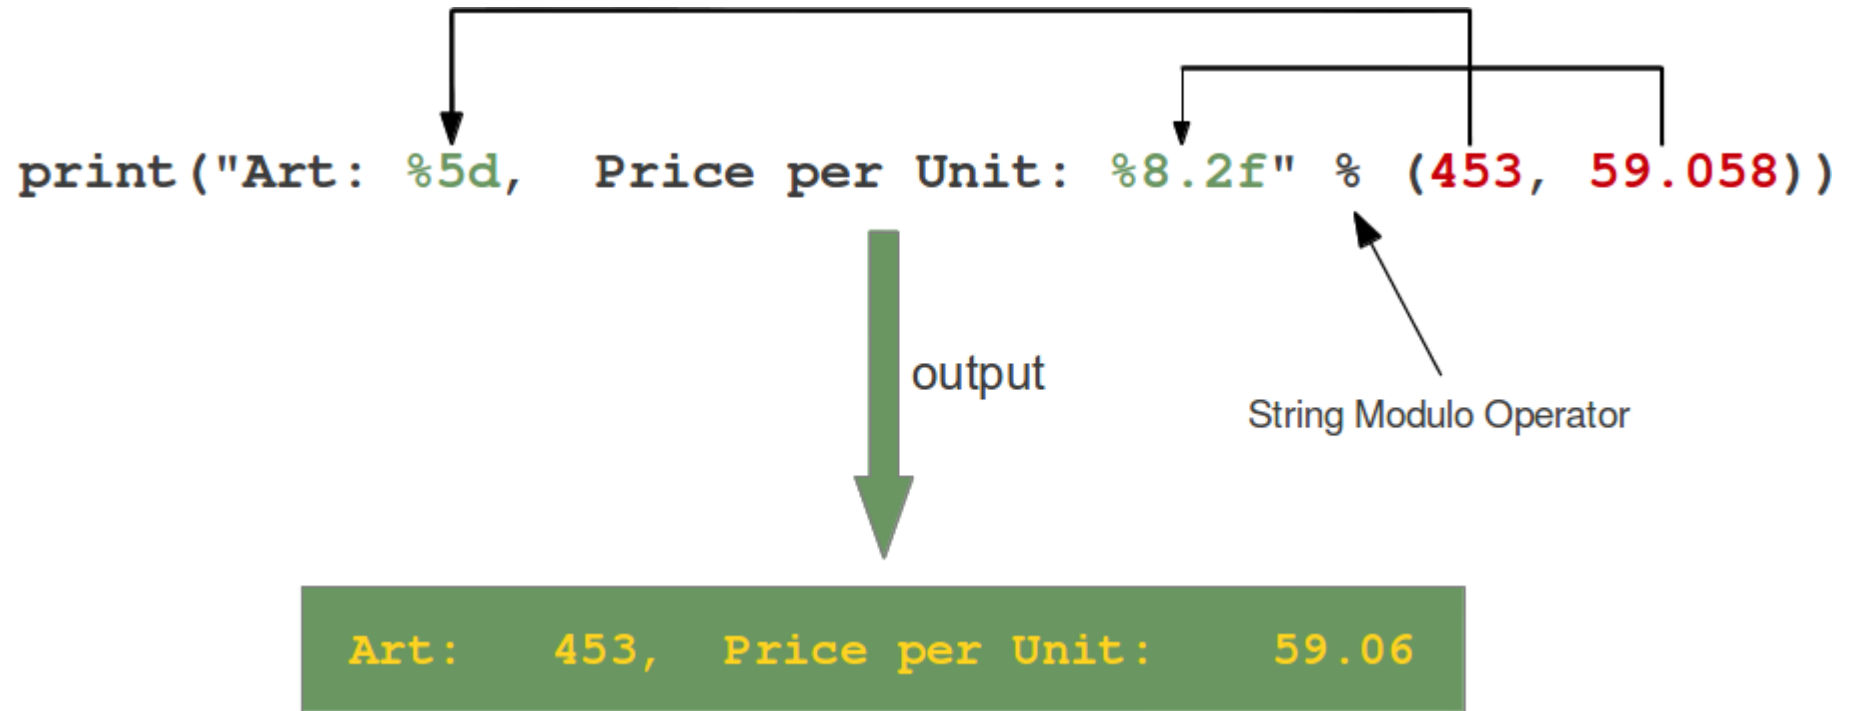 print("Art: %5d,  Price per Unit: %8.2f" % (453, 59.058))
output
String Modulo Operator
Art:   453,  Price per Unit:    59.06